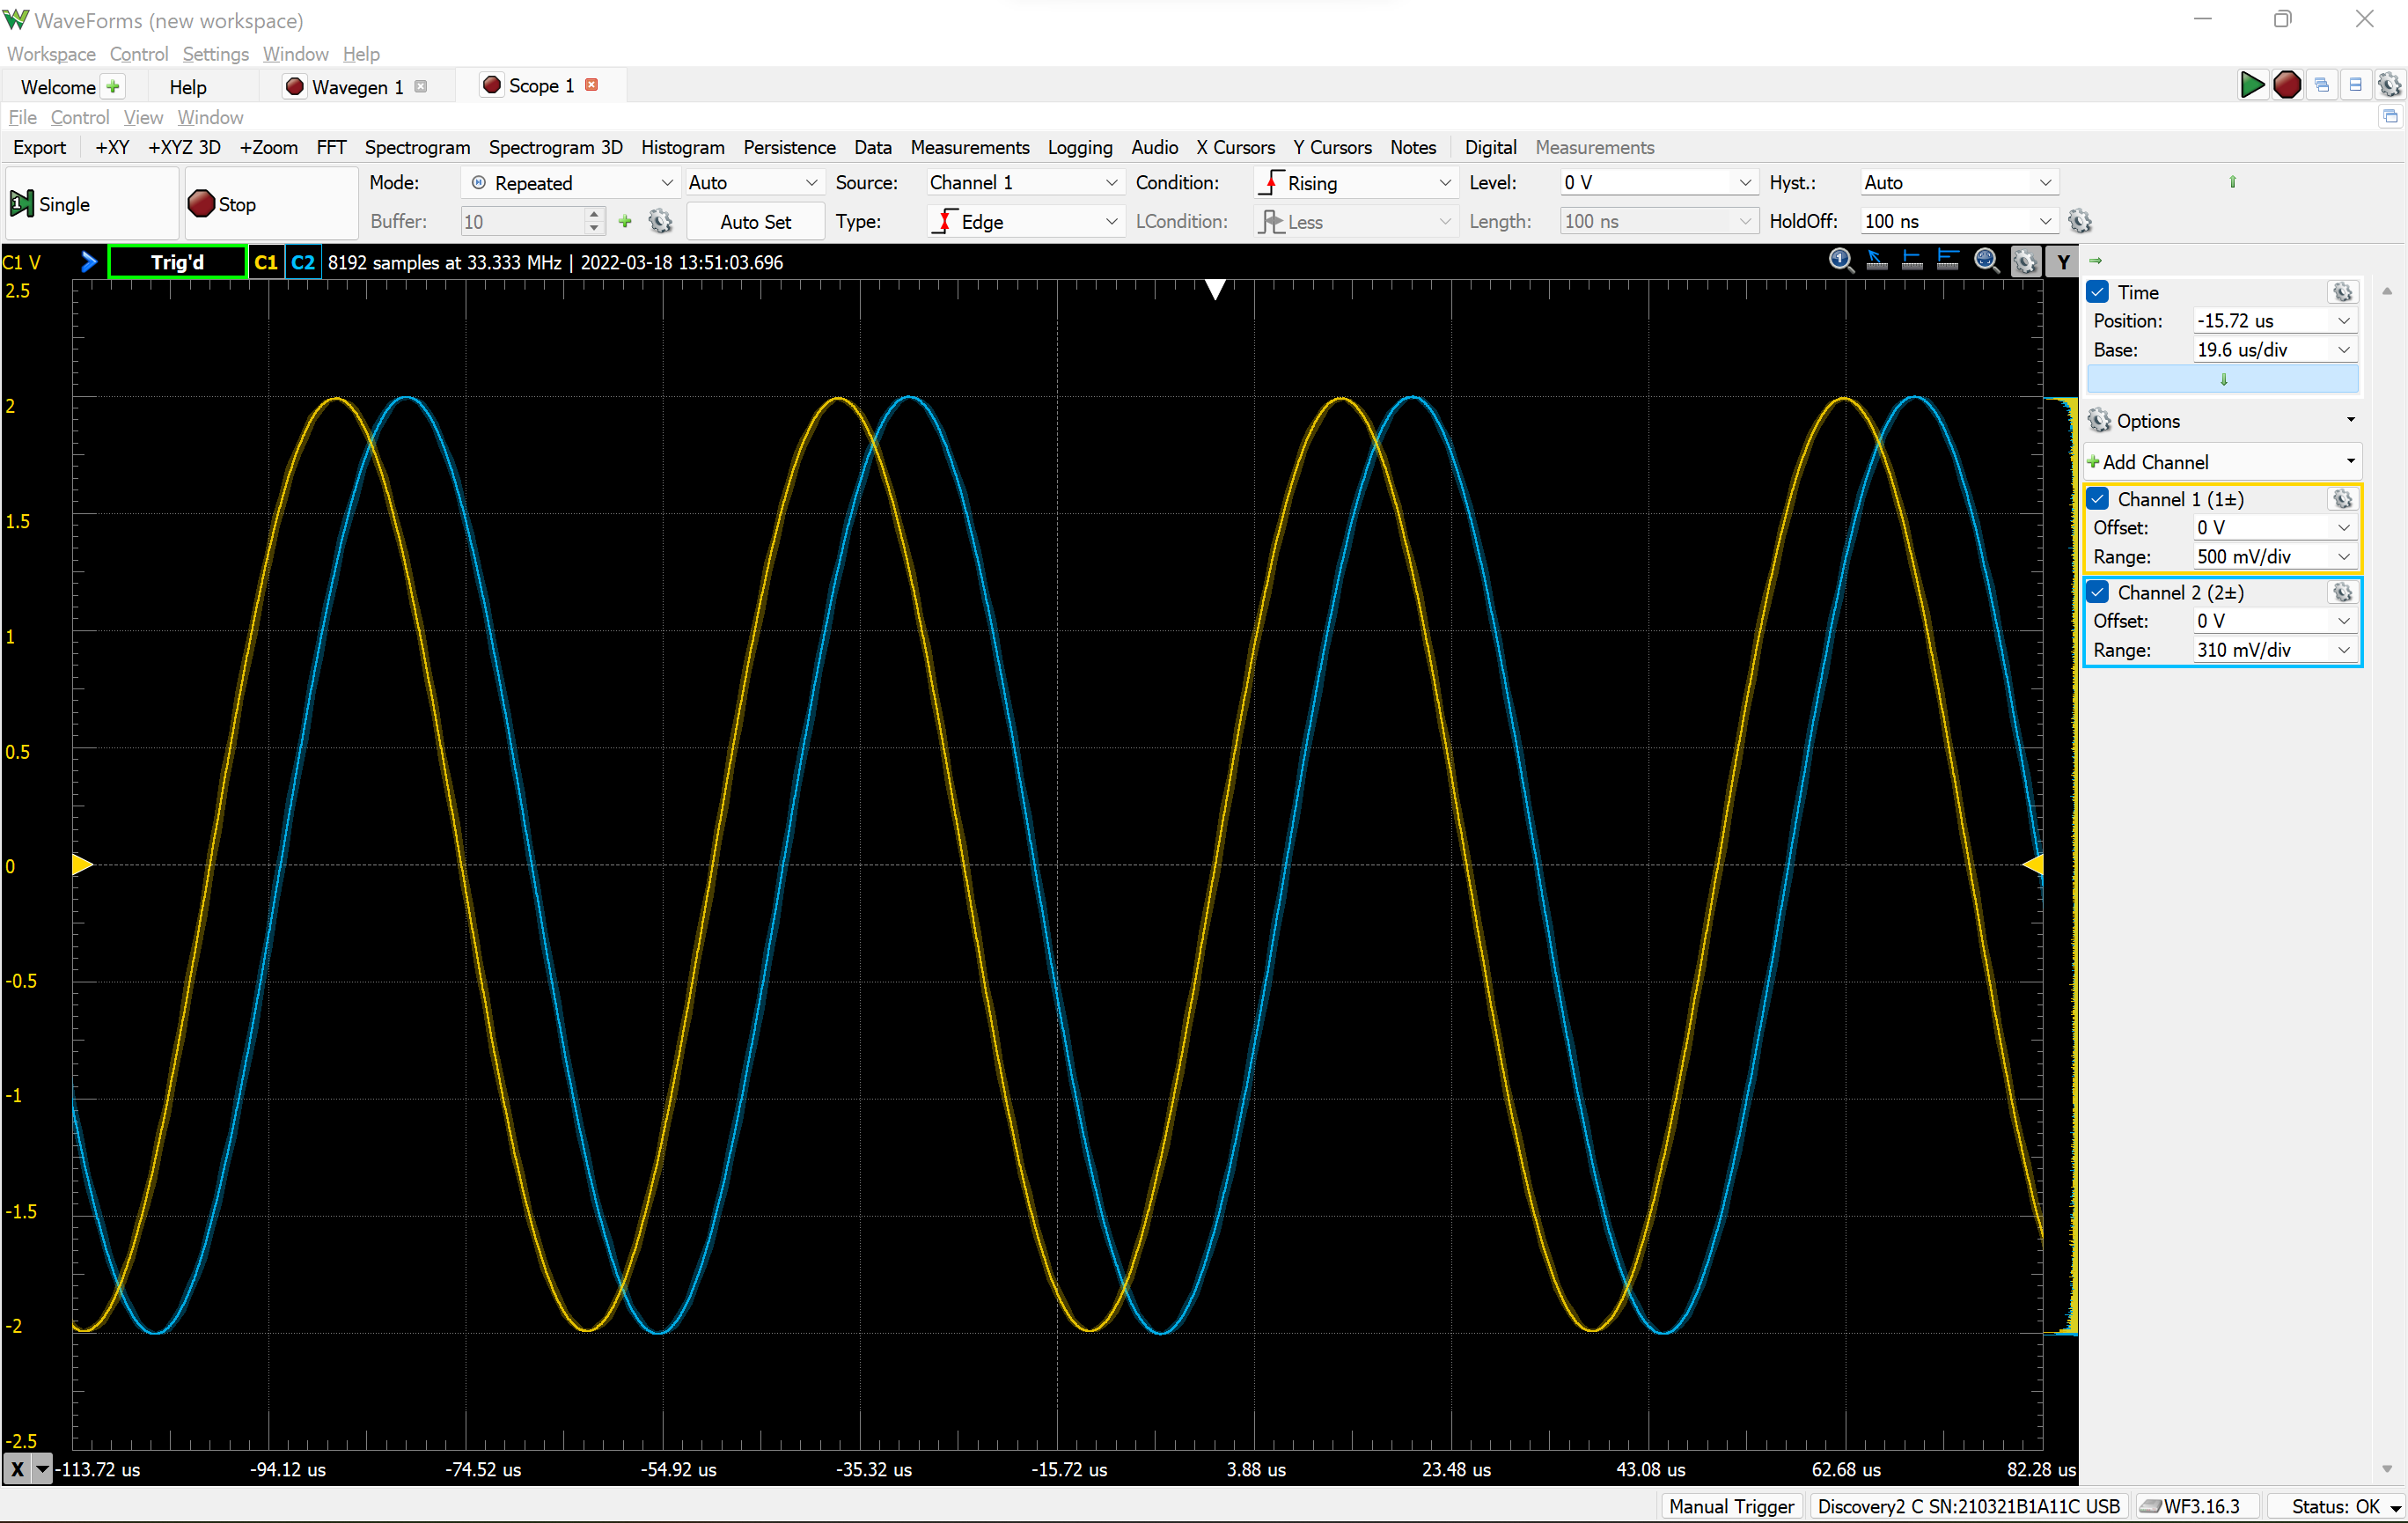 WaveForms (new workspace)
Workspace Control Settings Window Help
Welcome Help Wavegen 1 Scope 1
File Control View Window
Export +XY +XYZ 3D +Zoom FFT Spectrogram Spectrogram 3D Histogram Persistence Data Measurements Logging Audio X Cursors Y Cursors Notes Digital Measurements
Single Stop Mode: Repeated Auto Source: Channel 1 Condition: Rising Level: 0 V Hyst.: Auto
Buffer: 10 Auto Set Type: Edge LCondition: Less Length: 100 ns HoldOff: 100 ns
C1 V Trig'd C1 C2 8192 samples at 33.333 MHz | 2022-03-18 13:51:03.696 Y
2.5
2
1.5
1
0.5
0
-0.5
-1
-1.5
-2
-2.5
X -113.72 us -94.12 us -74.52 us -54.92 us -35.32 us -15.72 us 3.88 us 23.48 us 43.08 us 62.68 us 82.28 us
Time
Position: -15.72 us
Base: 19.6 us/div
Options
Add Channel
Channel 1 (1±)
Offset: 0 V
Range: 500 mV/div
Channel 2 (2±)
Offset: 0 V
Range: 310 mV/div
Manual Trigger Discovery2 C SN:210321B1A11C USB WF3.16.3 Status: OK